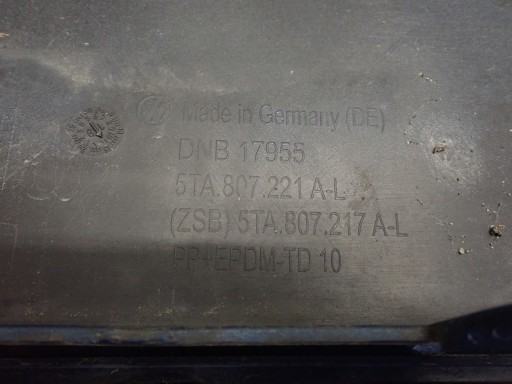 Made in Germany (DE)
DNB 17955
5TA.807.221 A-L
(ZSB) 5TA.807.217 A-L
PP+EPDM-TD 10